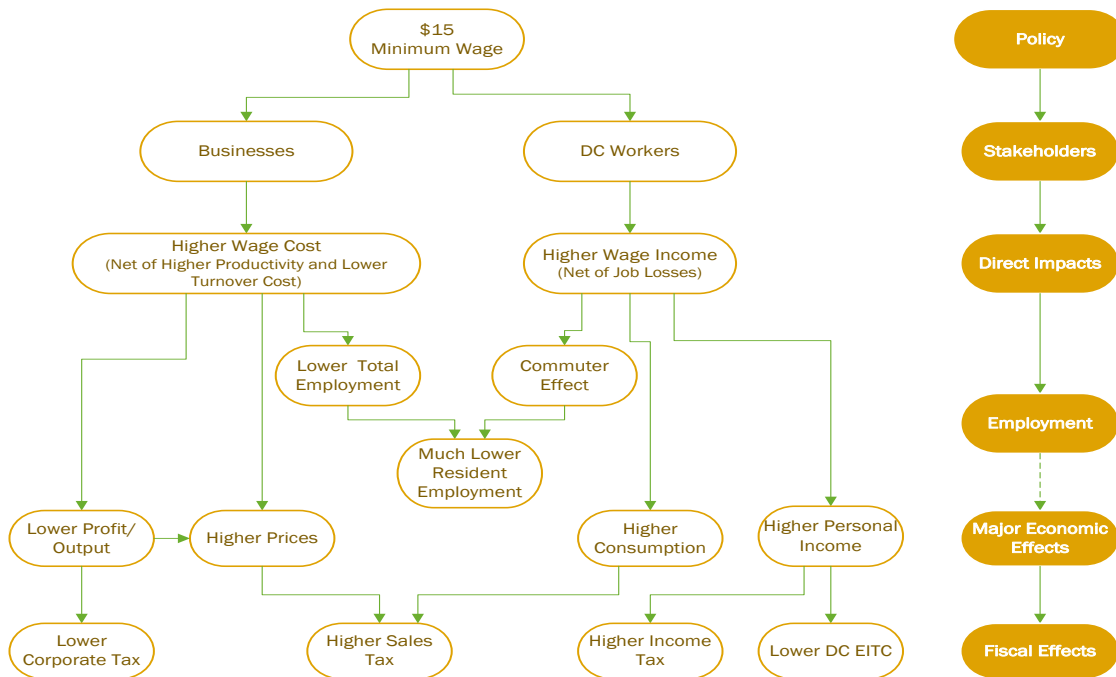 $15
Minimum Wage
Policy
Businesses
DC Workers
Stakeholders
Higher Wage Cost
(Net of Higher Productivity and Lower
Turnover Cost)
Higher Wage Income
(Net of Job Losses)
Direct Impacts
Lower Total
Employment
Commuter
Effect
Employment
Much Lower
Resident
Employment
Lower Profit/
Output
Higher Prices
Higher
Consumption
Higher Personal
Income
Major Economic
Effects
Lower
Corporate Tax
Higher Sales
Tax
Higher Income
Tax
Lower DC EITC
Fiscal Effects